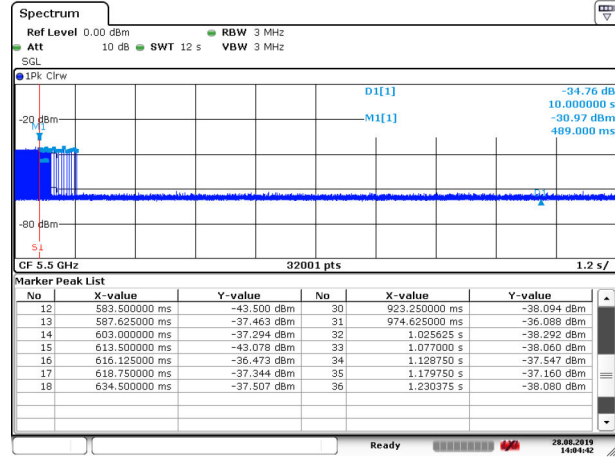 Spectrum
Ref Level 0.00 dBm RBW 3 MHz
Att 10 dB SWT 12 s VBW 3 MHz
SGL
1Pk Clrw
D1[1] -34.76 dB
10.000000 s
-20 dBm
M1[1] -30.97 dBm
M1
489.000 ms
D1
-80 dBm
S1
CF 5.5 GHz 32001 pts 1.2 s/
Marker Peak List
No X-value Y-value No X-value Y-value
12 583.500000 ms -43.500 dBm 30 923.250000 ms -38.094 dBm
13 587.625000 ms -37.463 dBm 31 974.625000 ms -36.088 dBm
14 603.000000 ms -37.294 dBm 32 1.025625 s -38.292 dBm
15 613.500000 ms -43.078 dBm 33 1.077000 s -38.060 dBm
16 616.125000 ms -36.473 dBm 34 1.128750 s -37.547 dBm
17 618.750000 ms -37.344 dBm 35 1.179750 s -37.160 dBm
18 634.500000 ms -37.507 dBm 36 1.230375 s -38.080 dBm
Ready 28.08.2019
14:04:42